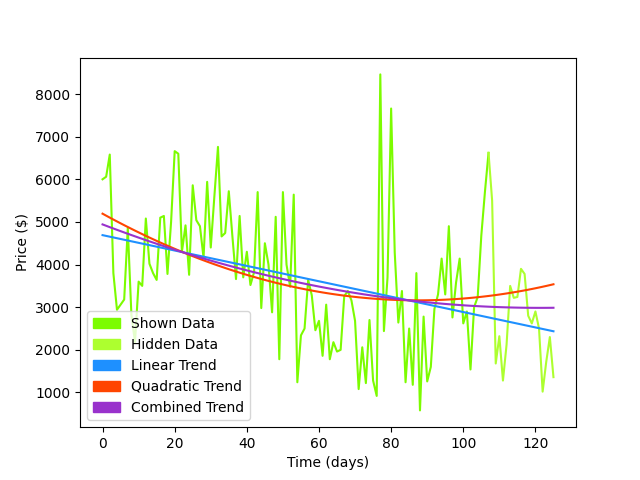 8000
7000
6000
5000
4000
3000
2000
1000
Price ($)
Shown Data
Hidden Data
Linear Trend
Quadratic Trend
Combined Trend
0 20 40 60 80 100 120
Time (days)